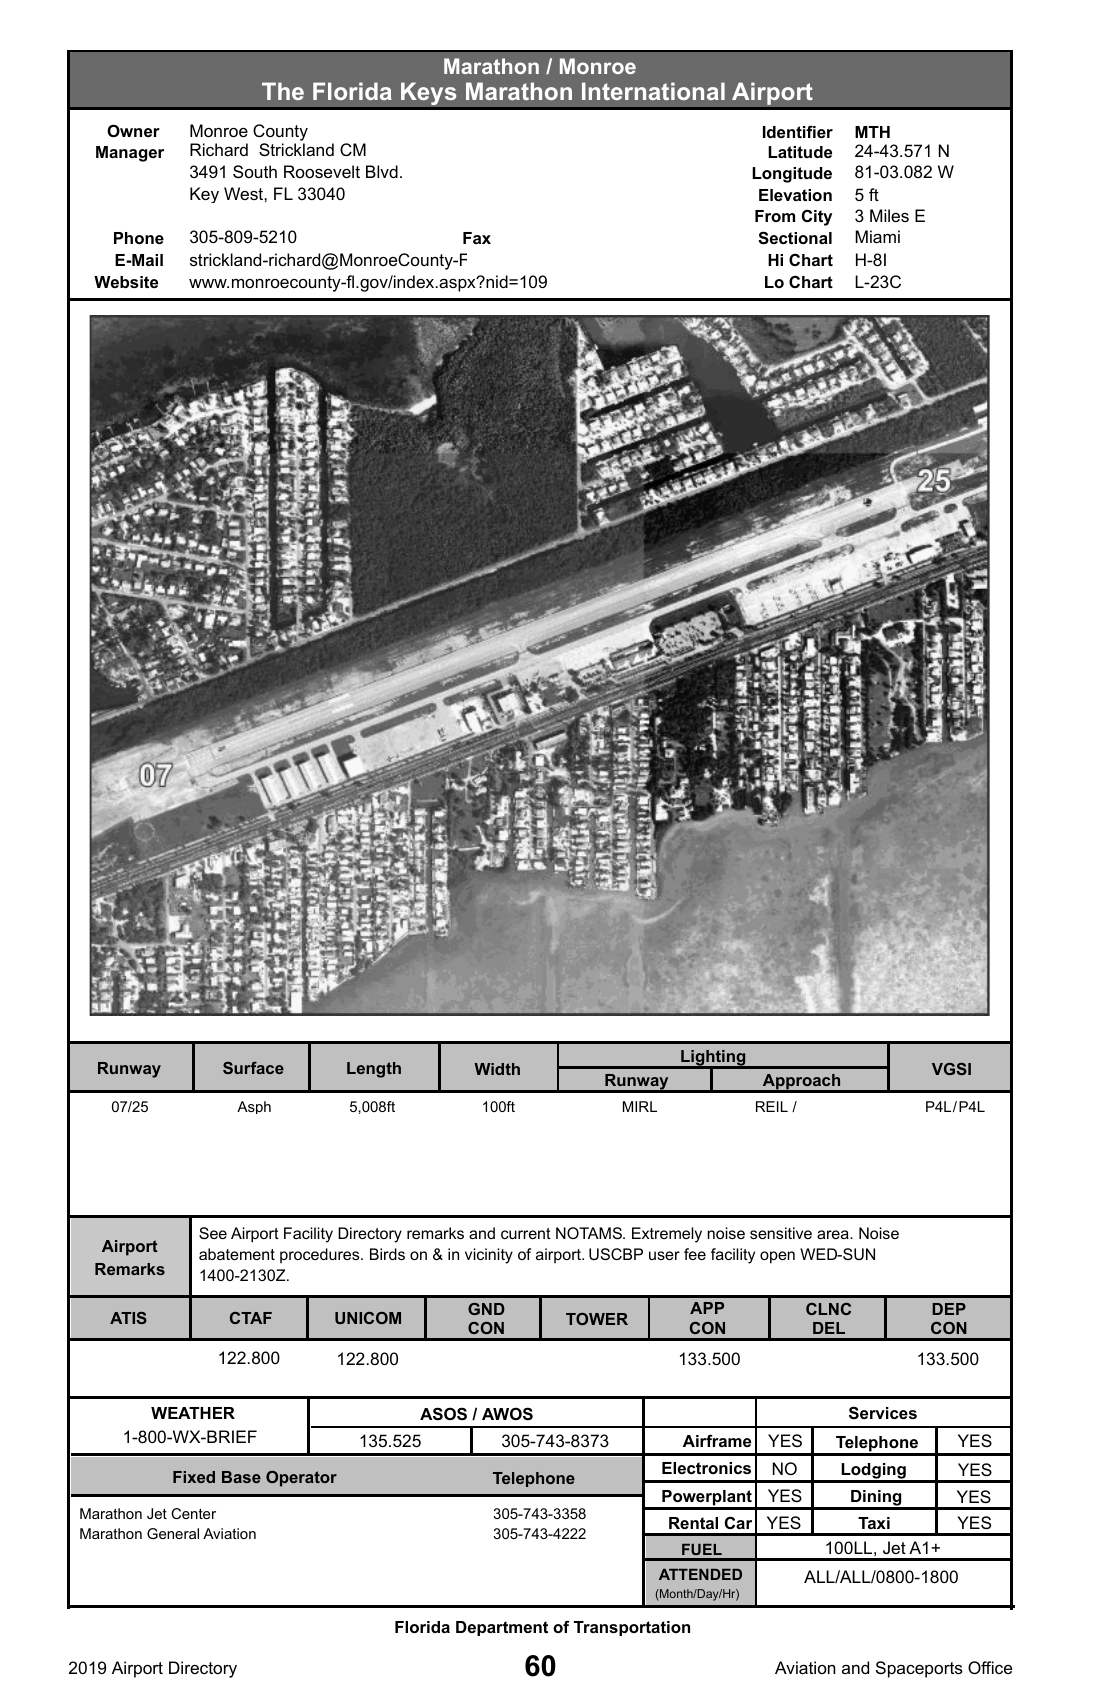 Marathon / Monroe
The Florida Keys Marathon International Airport
Owner Monroe County
Manager Richard  Strickland CM
3491 South Roosevelt Blvd.
Key West, FL 33040
Phone 305-809-5210 Fax
E-Mail strickland-richard@MonroeCounty-F
Website www.monroecounty-fl.gov/index.aspx?nid=109
Identifier MTH
Latitude 24-43.571 N
Longitude 81-03.082 W
Elevation 5 ft
From City 3 Miles E
Sectional Miami
Hi Chart H-8I
Lo Chart L-23C
25
07
Runway Surface Length Width Lighting VGSI
Runway Approach
07/25 Asph 5,008ft 100ft MIRL REIL / P4L/P4L
Airport Remarks
See Airport Facility Directory remarks and current NOTAMS. Extremely noise sensitive area. Noise
abatement procedures. Birds on & in vicinity of airport. USCBP user fee facility open WED-SUN
1400-2130Z.
ATIS CTAF UNICOM GND CON TOWER APP CON CLNC DEL DEP CON
122.800 122.800 133.500 133.500
WEATHER
1-800-WX-BRIEF
ASOS / AWOS
135.525 305-743-8373
Fixed Base Operator Telephone
Marathon Jet Center 305-743-3358
Marathon General Aviation 305-743-4222
Services
Airframe YES Telephone YES
Electronics NO Lodging YES
Powerplant YES Dining YES
Rental Car YES Taxi YES
FUEL 100LL, Jet A1+
ATTENDED ALL/ALL/0800-1800
(Month/Day/Hr)
Florida Department of Transportation
2019 Airport Directory 60 Aviation and Spaceports Office